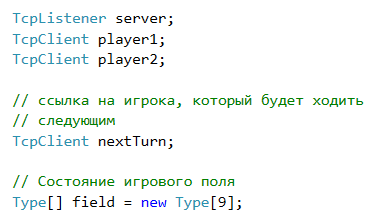 TcpListener server;
TcpClient player1;
TcpClient player2;
// ссылка на игрока, который будет ходить
// следующим
TcpClient nextTurn;
// Состояние игрового поля
Type[] field = new Type[9];